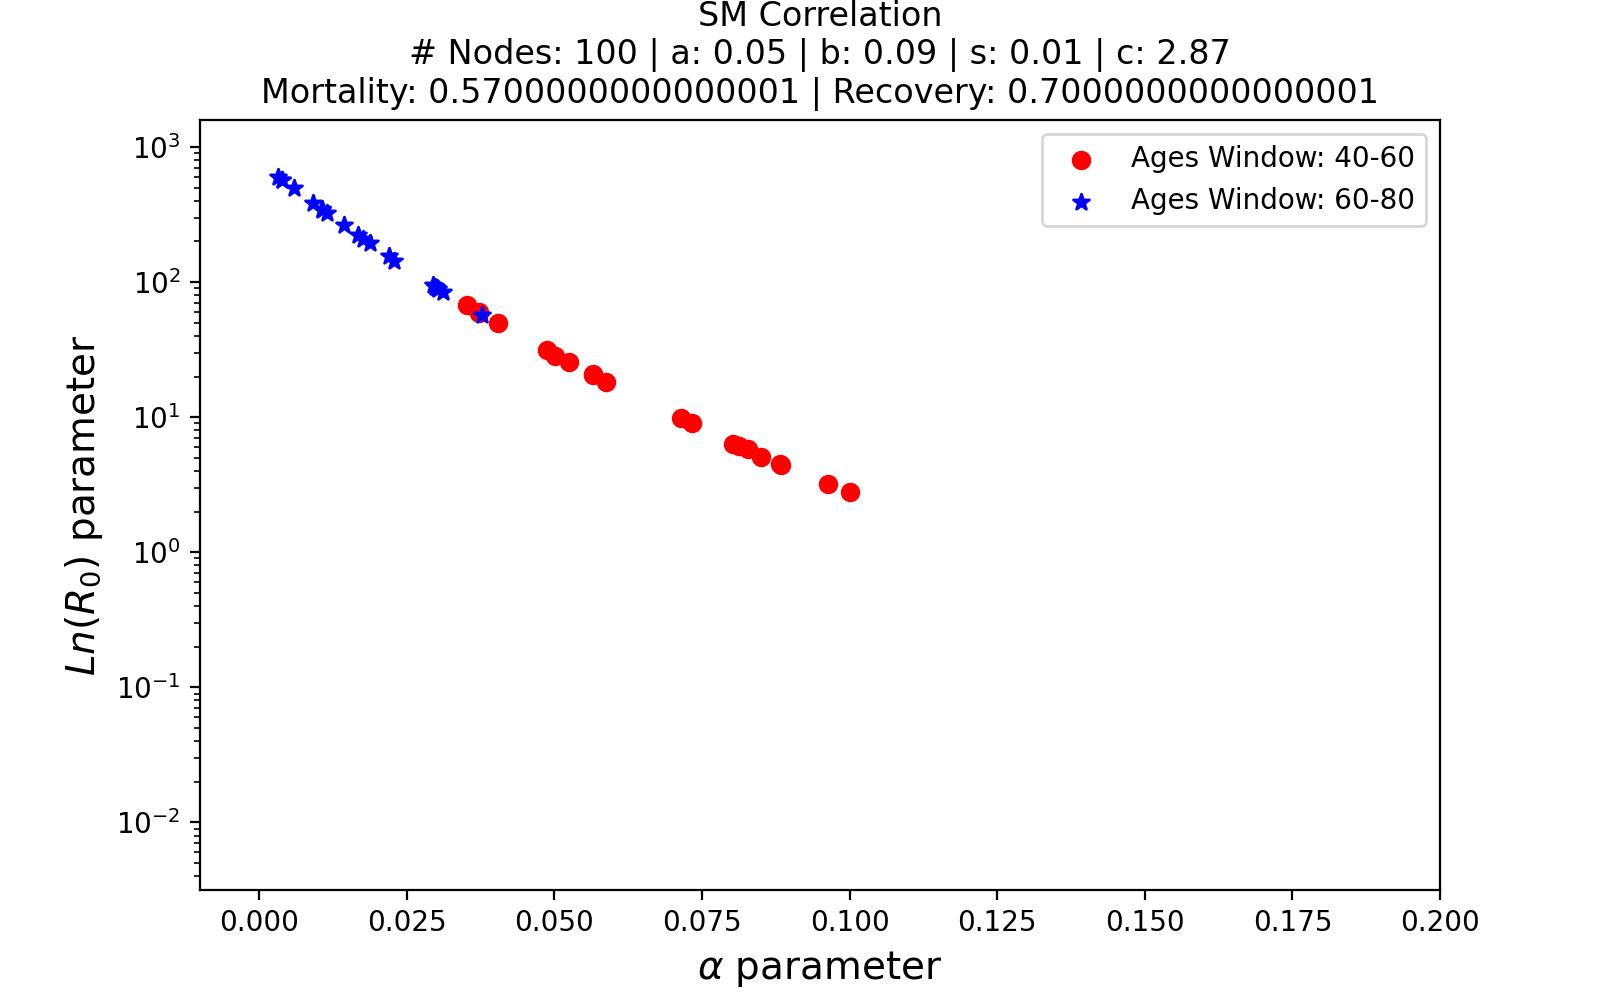 SM Correlation
# Nodes: 100 | a: 0.05 | b: 0.09 | s: 0.01 | c: 2.87
Mortality: 0.5700000000000001 | Recovery: 0.7000000000000001
Ages Window: 40-60
Ages Window: 60-80
Ln(R₀) parameter
10³
10²
10¹
10⁰
10⁻¹
10⁻²
0.000 0.025 0.050 0.075 0.100 0.125 0.150 0.175 0.200
α parameter